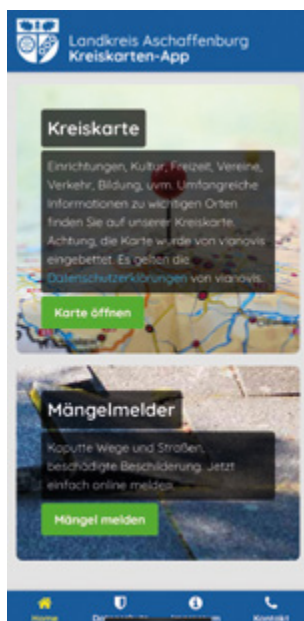 Landkreis Aschaffenburg
Kreiskarten-App
Kreiskarte
Einrichtungen, Kultur, Freizeit, Vereine,
Verkehr, Bildung, uvm. Umfangreiche
Informationen zu wichtigen Orten
finden Sie auf unserer Kreiskarte.
Achtung, die Karte wurde von vianovis
eingebettet. Es gelten die
Datenschutzerklärungen von vianovis.
Karte öffnen
Mängelmelder
Kaputte Wege und Straßen,
beschädigte Beschilderung. Jetzt
einfach online melden.
Mängel melden
Home Kontakt